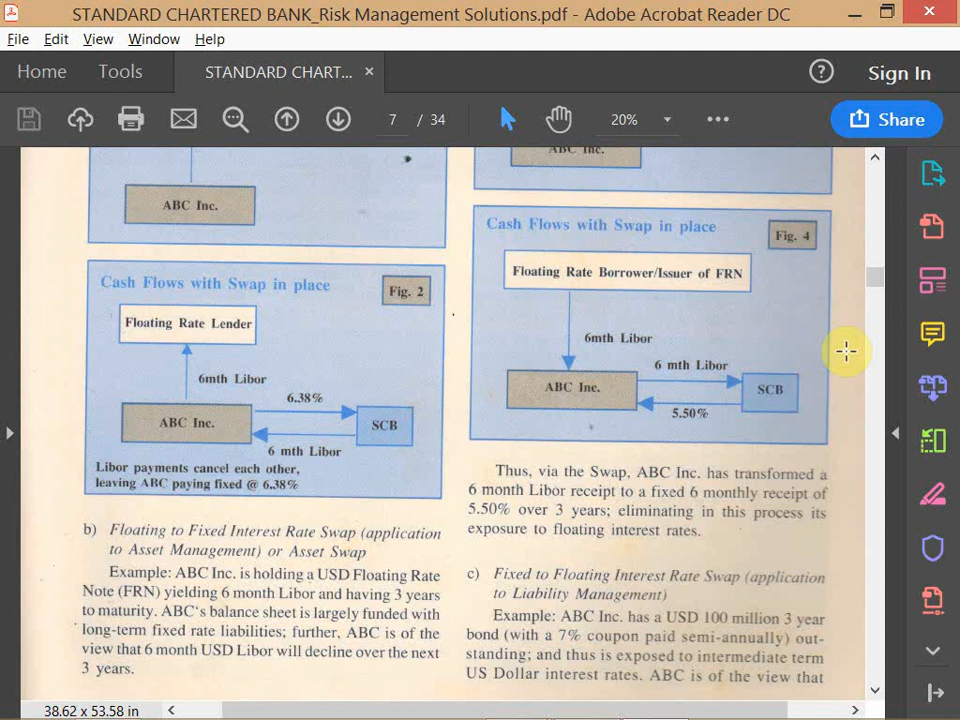 STANDARD CHARTERED BANK_Risk Management Solutions.pdf - Adobe Acrobat Reader DC
File Edit View Window Help
Home Tools STANDARD CHART... × ? Sign In
7 / 34 20% Share
ABC Inc.
Cash Flows with Swap in place
Fig. 2
Floating Rate Lender
6mth Libor
6.38%
ABC Inc.
SCB
6 mth Libor
Libor payments cancel each other,
leaving ABC paying fixed @ 6.38%
b) Floating to Fixed Interest Rate Swap (application
to Asset Management) or Asset Swap
Example: ABC Inc. is holding a USD Floating Rate
Note (FRN) yielding 6 month Libor and having 3 years
to maturity. ABC's balance sheet is largely funded with
long-term fixed rate liabilities; further, ABC is of the
view that 6 month USD Libor will decline over the next
3 years.
ABC Inc.
Cash Flows with Swap in place
Fig. 4
Floating Rate Borrower/Issuer of FRN
6mth Libor
6 mth Libor
ABC Inc.
SCB
5.50%
Thus, via the Swap, ABC Inc. has transformed a
6 month Libor receipt to a fixed 6 monthly receipt of
5.50% over 3 years; eliminating in this process its
exposure to floating interest rates.
c) Fixed to Floating Interest Rate Swap (application
to Liability Management)
Example: ABC Inc. has a USD 100 million 3 year
bond (with a 7% coupon paid semi-annually) out-
standing; and thus is exposed to intermediate term
US Dollar interest rates. ABC is of the view that
38.62 x 53.58 in